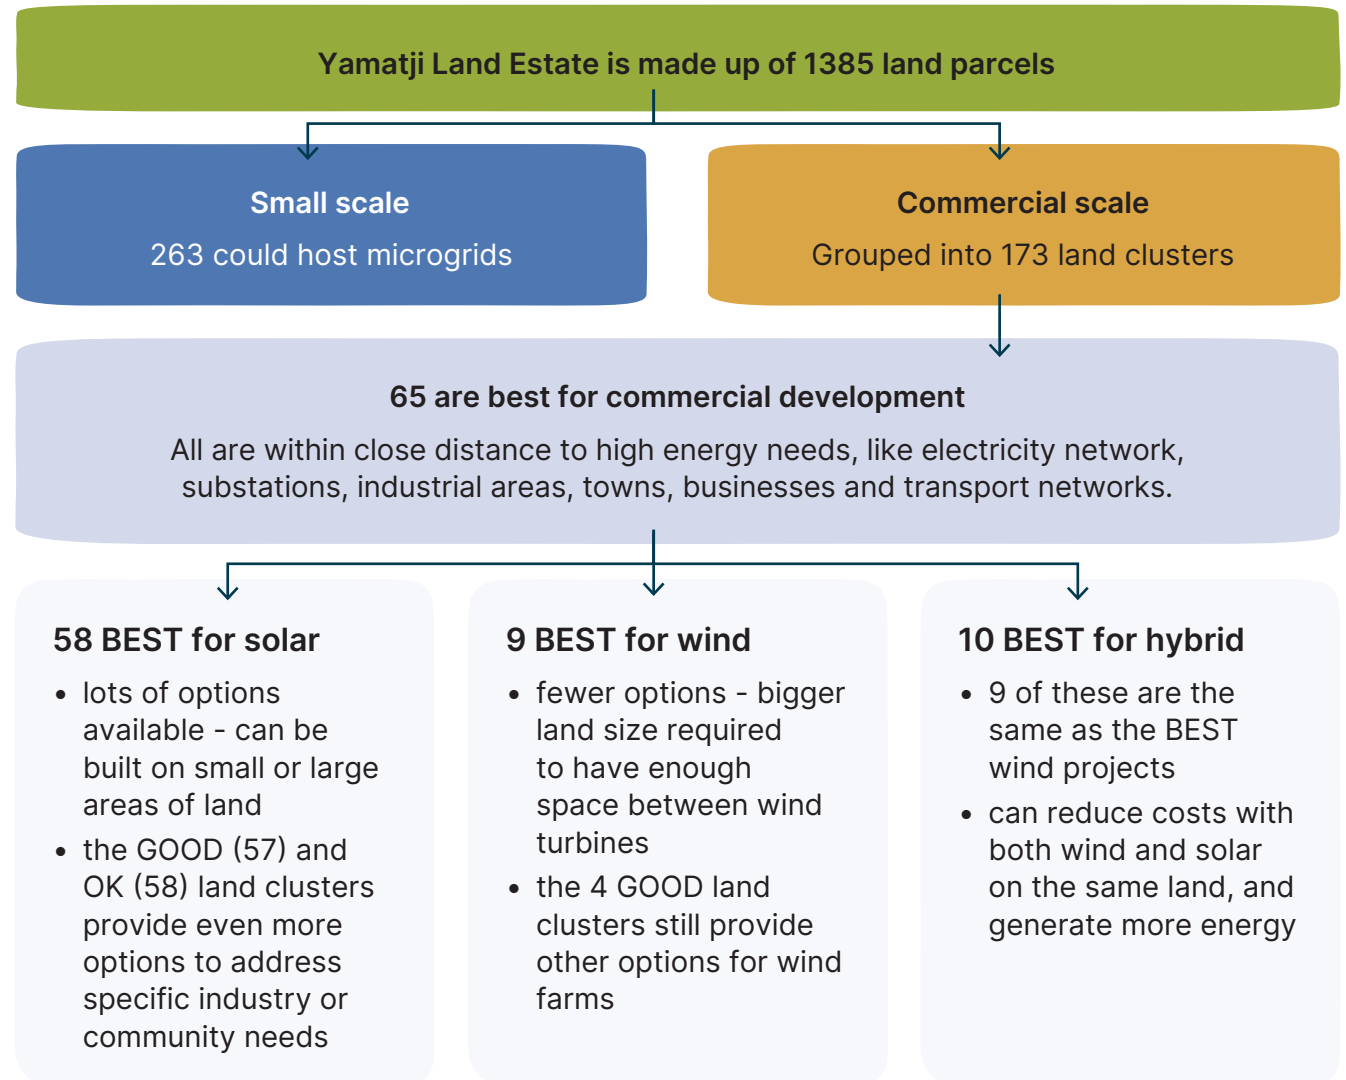 Yamatji Land Estate is made up of 1385 land parcels
Small scale
263 could host microgrids
Commercial scale
Grouped into 173 land clusters
65 are best for commercial development
All are within close distance to high energy needs, like electricity network,
substations, industrial areas, towns, businesses and transport networks.
58 BEST for solar
• lots of options
available - can be
built on small or large
areas of land
• the GOOD (57) and
OK (58) land clusters
provide even more
options to address
specific industry or
community needs
9 BEST for wind
• fewer options - bigger
land size required
to have enough
space between wind
turbines
• the 4 GOOD land
clusters still provide
other options for wind
farms
10 BEST for hybrid
• 9 of these are the
same as the BEST
wind projects
• can reduce costs with
both wind and solar
on the same land, and
generate more energy